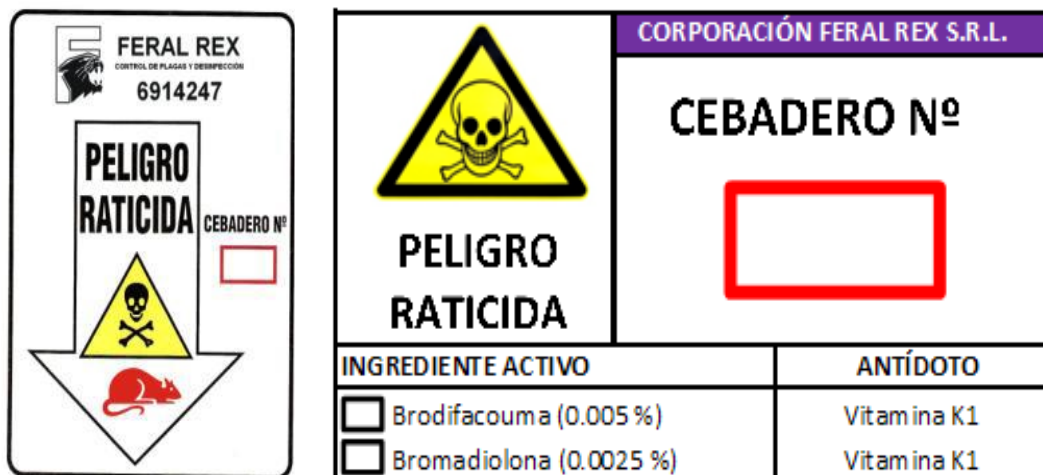 FERAL REX
CONTROL DE PLAGAS Y DESINFECCIÓN
6914247
PELIGRO
RATICIDA
CEBADERO Nº
CORPORACIÓN FERAL REX S.R.L.
CEBADERO Nº
PELIGRO
RATICIDA
INGREDIENTE ACTIVO
ANTÍDOTO
Brodifacouma (0.005 %)
Vitamina K1
Bromadiolona (0.0025 %)
Vitamina K1